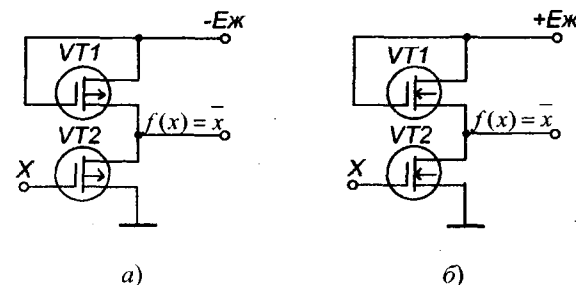 -Eж
VT1
f(x) = x̅
VT2
X
а)
+Eж
VT1
f(x) = x̅
VT2
X
б)